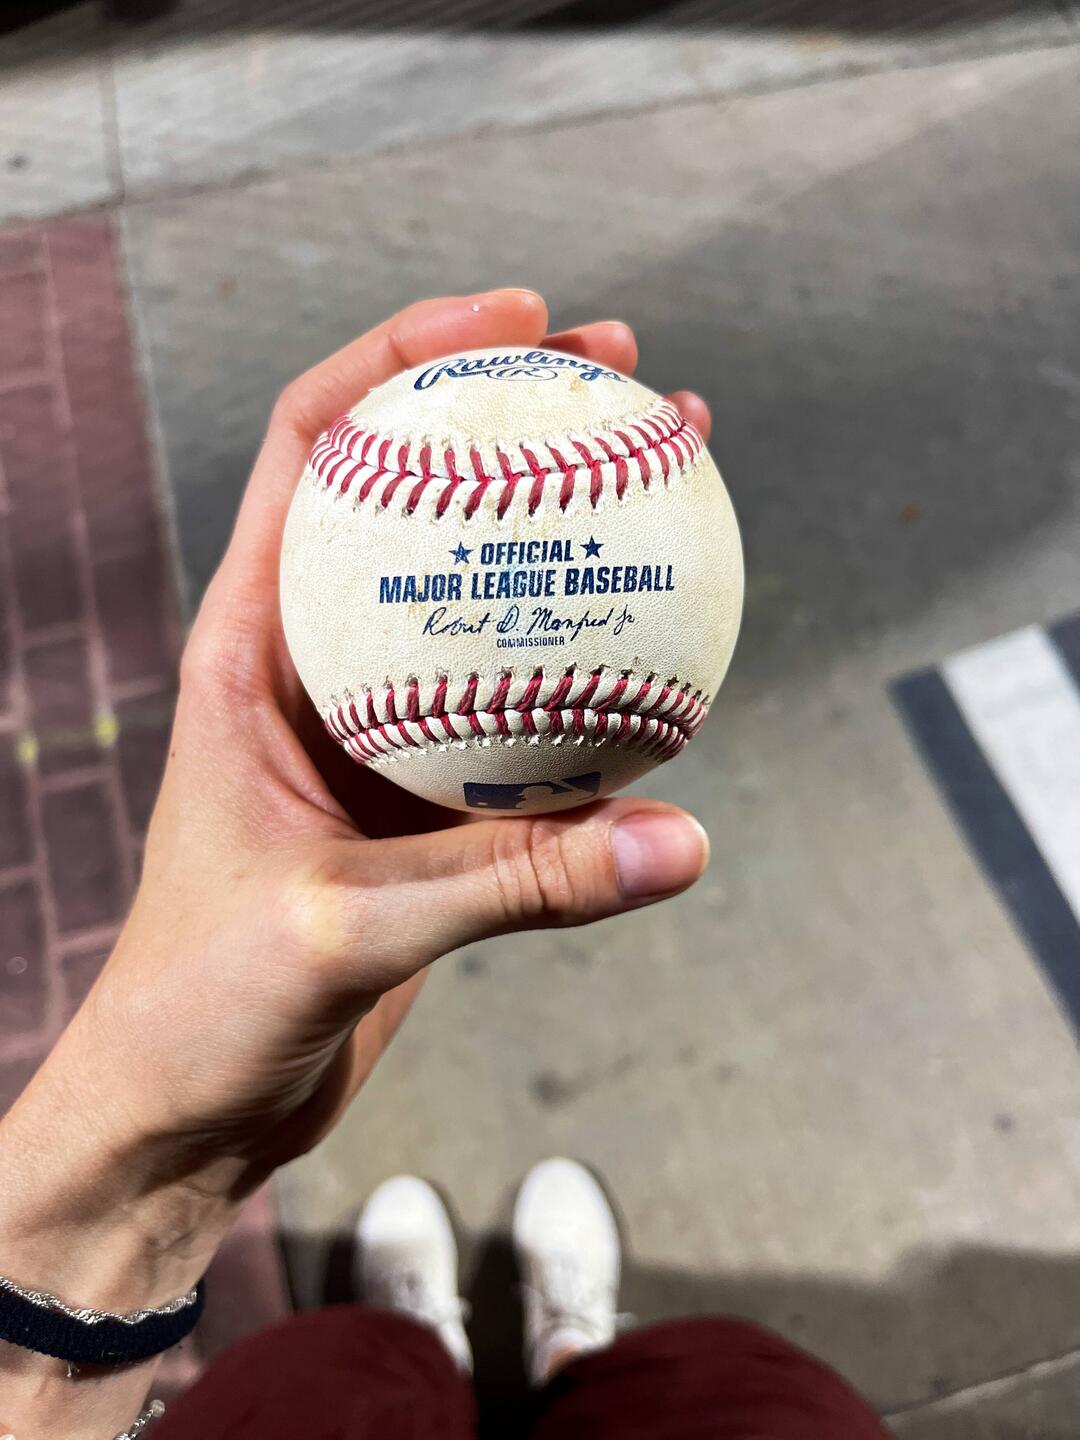 Rawlings
R
★ OFFICIAL ★
MAJOR LEAGUE BASEBALL
Robert D. Manfred Jr
COMMISSIONER